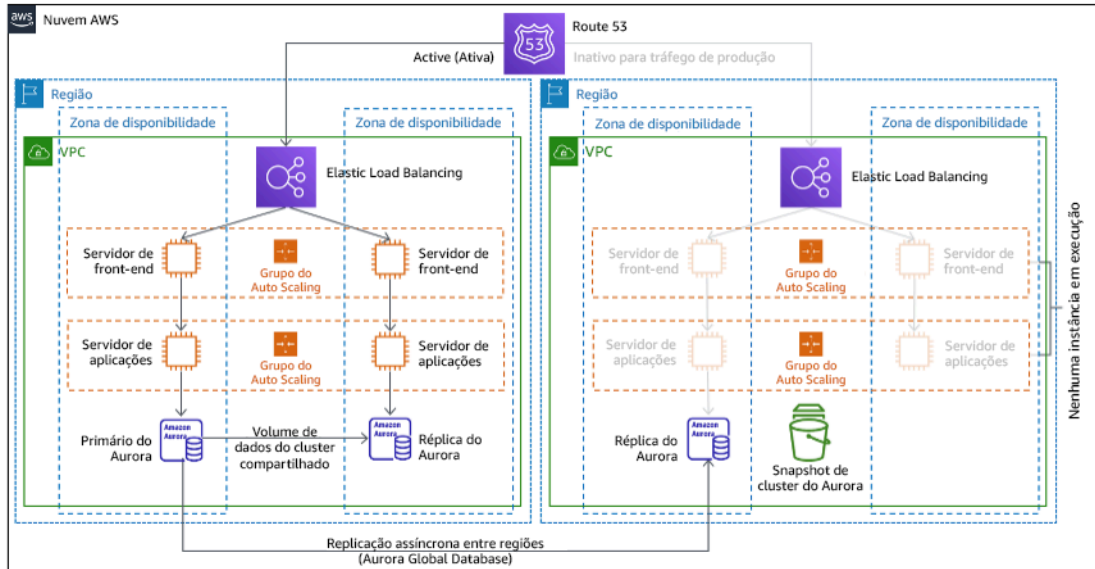 aws
Nuvem AWS
53
Route 53
Active (Ativa)
Inativo para tráfego de produção
Região
Zona de disponibilidade
Zona de disponibilidade
VPC
Elastic Load Balancing
Servidor de
front-end
Grupo do
Auto Scaling
Servidor de
front-end
Servidor de
aplicações
Grupo do
Auto Scaling
Servidor de
aplicações
Primário do
Aurora
Amazon
Aurora
Volume de
dados do cluster
compartilhado
Amazon
Aurora
Réplica do
Aurora
Região
Zona de disponibilidade
Zona de disponibilidade
VPC
Elastic Load Balancing
Servidor de
front-end
Grupo do
Auto Scaling
Servidor de
front-end
Servidor de
aplicações
Grupo do
Auto Scaling
Servidor de
aplicações
Nenhuma instância em execução
Réplica do
Aurora
Amazon
Aurora
Snapshot de
cluster do Aurora
Replicação assíncrona entre regiões
(Aurora Global Database)